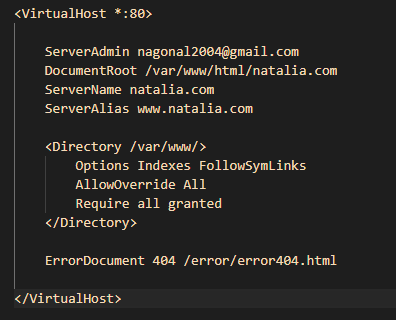 <VirtualHost *:80>
ServerAdmin nagonal2004@gmail.com
DocumentRoot /var/www/html/natalia.com
ServerName natalia.com
ServerAlias www.natalia.com
<Directory /var/www/>
Options Indexes FollowSymLinks
AllowOverride All
Require all granted
</Directory>
ErrorDocument 404 /error/error404.html
</VirtualHost>